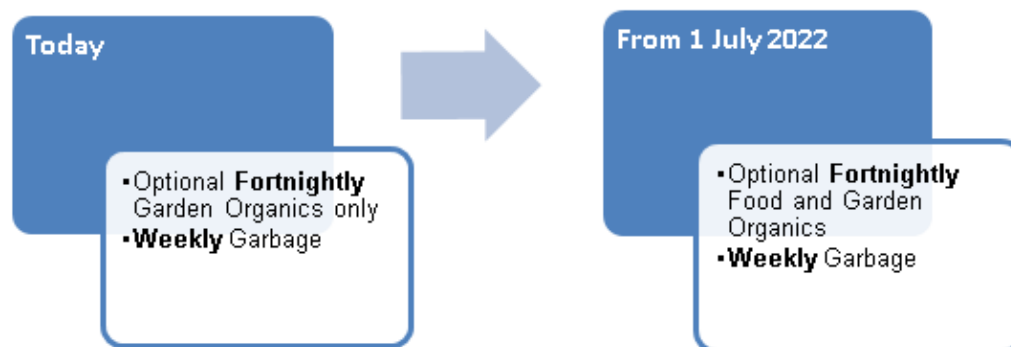 Today
▪Optional Fortnightly
Garden Organics only
▪Weekly Garbage
From 1 July 2022
▪Optional Fortnightly
Food and Garden
Organics
▪Weekly Garbage